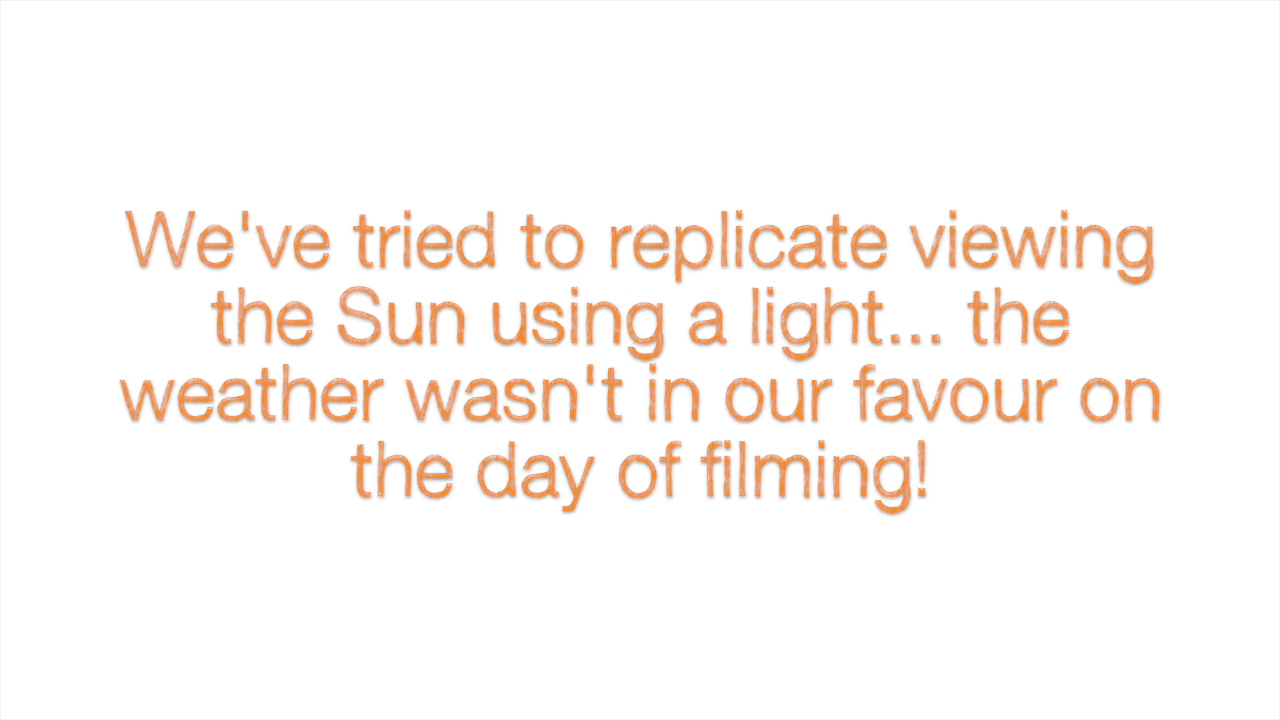 We've tried to replicate viewing
the Sun using a light... the
weather wasn't in our favour on
the day of filming!